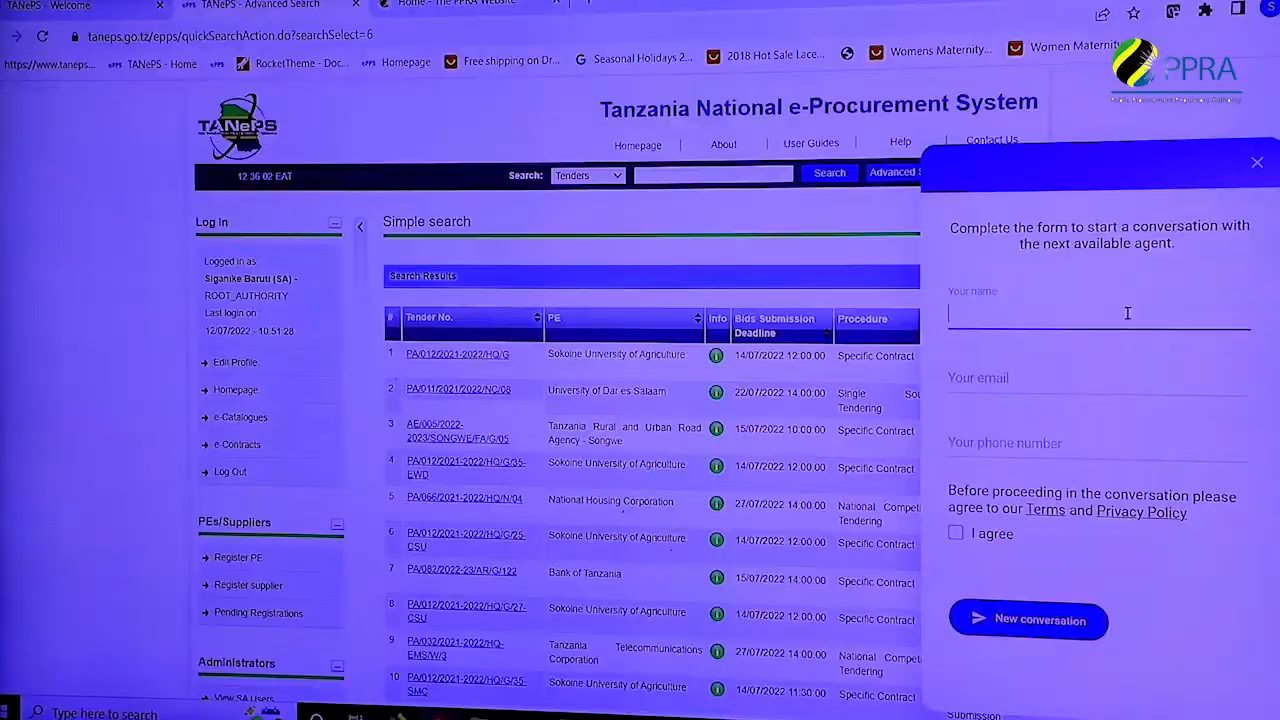 TANePS - Welcome
TANePS - Advanced Search
Home - The PPRA Website
taneps.go.tz/epps/quickSearchAction.do?searchSelect=6
S
https://www.taneps...
TANePS - Home
RocketTheme - Doc...
Homepage
Free shipping on Dr...
Seasonal Holidays 2...
2018 Hot Sale Lace...
Womens Maternity...
Women Maternity
PPRA
Public Procurement Regulatory Authority
TANePS
Tanzania National e-Procurement System
Homepage | About | User Guides | Help | Contact Us
12 36 02 EAT
Search: Tenders Search Advanced S
Log In
Logged in as:
Siganike Baruti (SA) -
ROOT_AUTHORITY
Last login on
12/07/2022 - 10:51 28
Edit Profile
Homepage
e-Catalogues
e-Contracts
Log Out
PEs/Suppliers
Register PE
Register supplier
Pending Registrations
Administrators
View SA Users
Simple search
Search Results
# Tender No. PE Info Bids Submission Deadline Procedure
1 PA/012/2021-2022/HQ/G Sokoine University of Agriculture 14/07/2022 12:00:00 Specific Contract
2 PA/011/2021/2022/NC/08 University of Dar es Salaam 22/07/2022 14:00:00 Single Sou
Tendering
3 AE/005/2022-2023/SONGWE/FA/G/05 Tanzania Rural and Urban Road Agency - Songwe 15/07/2022 10:00:00 Specific Contract
4 PA/012/2021-2022/HQ/G/35-EWD Sokoine University of Agriculture 14/07/2022 12:00:00 Specific Contract
5 PA/066/2021-2022/HQ/N/04 National Housing Corporation 27/07/2022 14:00:00 National Competi
Tendering
6 PA/012/2021-2022/HQ/G/25-CSU Sokoine University of Agriculture 14/07/2022 12:00:00 Specific Contract
7 PA/082/2022-23/AR/G/122 Bank of Tanzania 15/07/2022 14:00:00 Specific Contract
8 PA/012/2021-2022/HQ/G/27-CSU Sokoine University of Agriculture 14/07/2022 12:00:00 Specific Contract
9 PA/032/2021-2022/HQ-EMS/W/3 Tanzania Telecommunications Corporation 27/07/2022 14:00:00 National Competi
Tendering
10 PA/012/2021-2022/HQ/G/35-SMC Sokoine University of Agriculture 14/07/2022 11:30:00 Specific Contract
Submission
Complete the form to start a conversation with
the next available agent.
Your name
Your email
Your phone number
Before proceeding in the conversation please
agree to our Terms and Privacy Policy
I agree
New conversation
Type here to search